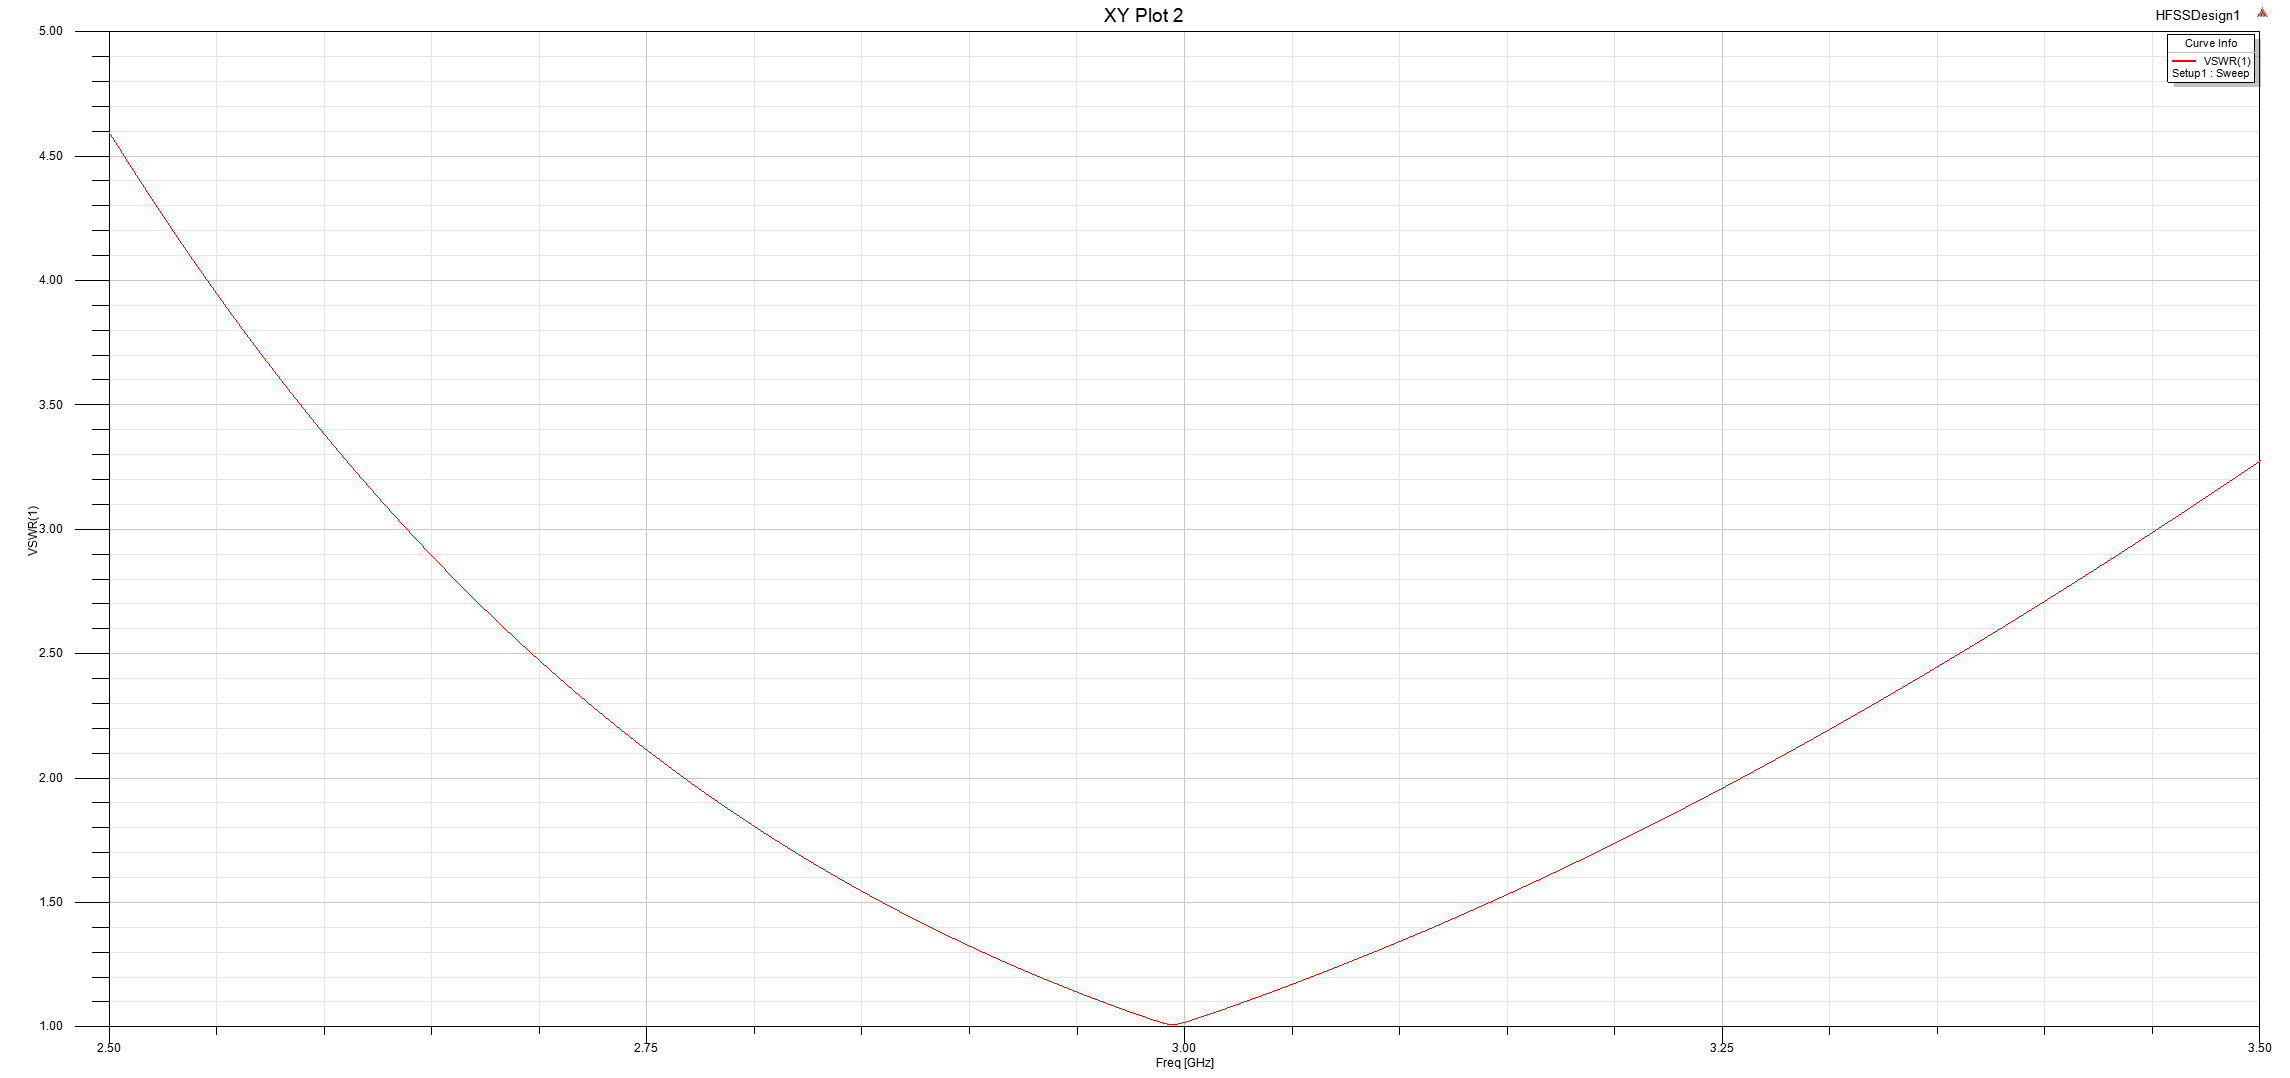 XY Plot 2
HFSSDesign1
Curve Info
VSWR(1)
Setup1 : Sweep
5.00
4.50
4.00
3.50
3.00
2.50
2.00
1.50
1.00
VSWR(1)
2.50 2.75 3.00 3.25 3.50
Freq [GHz]